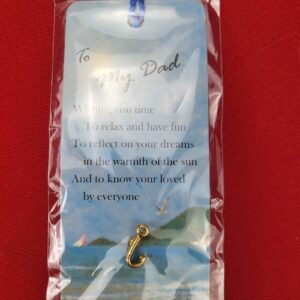 To
My Dad
Wishing you time
To relax and have fun
To reflect on your dreams
in the warmth of the sun
And to know your loved
by everyone